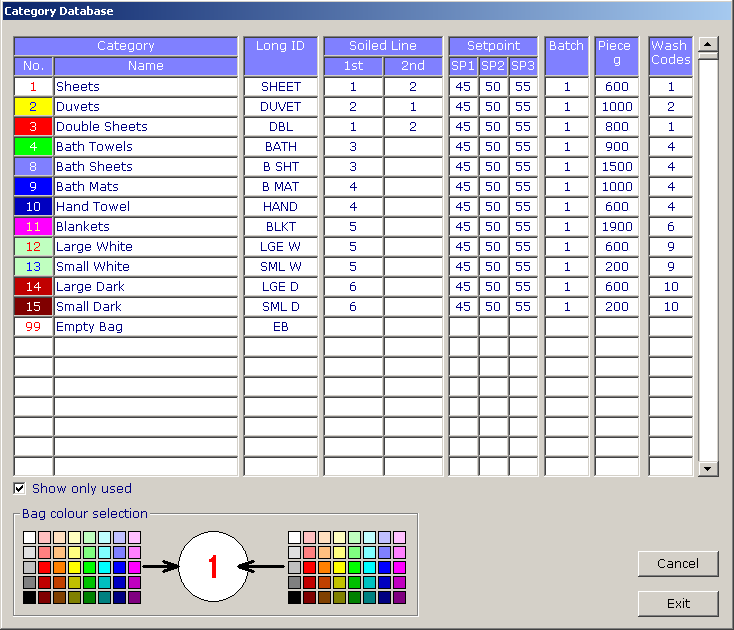 Category Database
Category Long ID Soiled Line Setpoint Batch Piece g Wash Codes
No. Name 1st 2nd SP1 SP2 SP3
1 Sheets SHEET 1 2 45 50 55 1 600 1
2 Duvets DUVET 2 1 45 50 55 1 1000 2
3 Double Sheets DBL 1 2 45 50 55 1 800 1
4 Bath Towels BATH 3 45 50 55 1 900 4
8 Bath Sheets B SHT 3 45 50 55 1 1500 4
9 Bath Mats B MAT 4 45 50 55 1 1000 4
10 Hand Towel HAND 4 45 50 55 1 600 4
11 Blankets BLKT 5 45 50 55 1 1900 6
12 Large White LGE W 5 45 50 55 1 600 9
13 Small White SML W 5 45 50 55 1 200 9
14 Large Dark LGE D 6 45 50 55 1 600 10
15 Small Dark SML D 6 45 50 55 1 200 10
99 Empty Bag EB
Show only used
Bag colour selection
1
Cancel
Exit